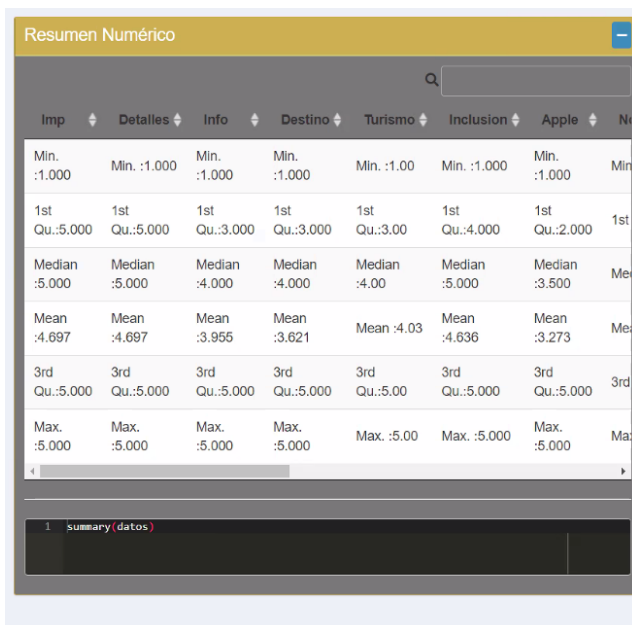 Resumen Numérico
Imp Detalles Info Destino Turismo Inclusion Apple
Min. Min. :1.000 Min. Min. Min. :1.00 Min. :1.000 Min. Min
:1.000 :1.000 :1.000 :1.000
1st 1st 1st 1st 1st 1st 1st 1st
Qu.:5.000 Qu.:5.000 Qu.:3.000 Qu.:3.000 Qu.:3.00 Qu.:4.000 Qu.:2.000
Median Median Median Median Median Median Median
:5.000 :5.000 :4.000 :4.000 :4.00 :5.000 :3.500
Mean Mean Mean Mean Mean :4.03 Mean Mean
:4.697 :4.697 :3.955 :3.621 :4.636 :3.273
3rd 3rd 3rd 3rd 3rd 3rd 3rd 3rd
Qu.:5.000 Qu.:5.000 Qu.:5.000 Qu.:5.000 Qu.:5.00 Qu.:5.000 Qu.:5.000
Max. Max. Max. Max. Max. :5.00 Max. :5.000 Max.
:5.000 :5.000 :5.000 :5.000 :5.000
1 summary(datos)